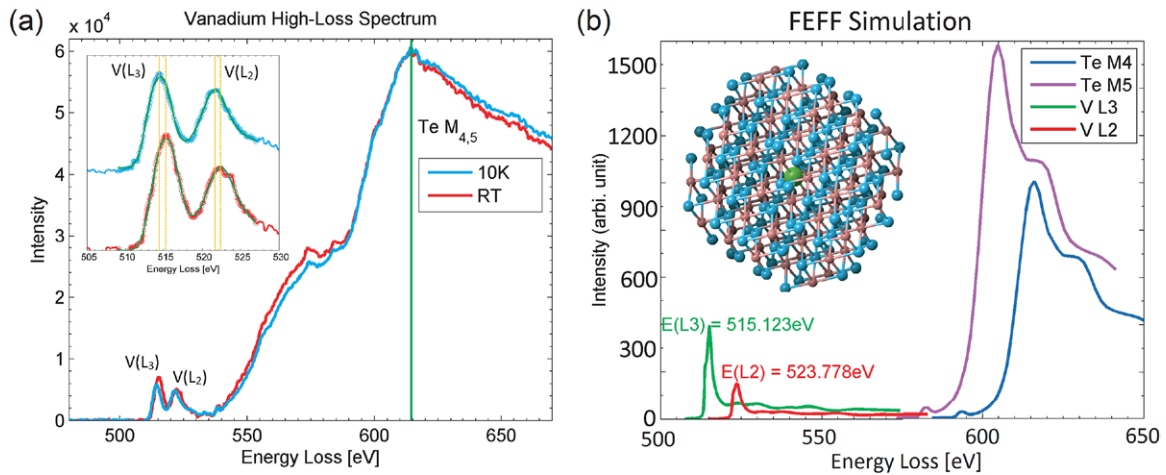 (a)
Vanadium High-Loss Spectrum
x 10⁴
6
5
4
3
2
1
0
Intensity
V(L₃)
V(L₂)
505
510
515
520
525
530
Energy Loss [eV]
Te M₄,₅
10K
RT
V(L₃)
V(L₂)
500
550
600
650
Energy Loss [eV]
(b)
FEFF Simulation
1500
1200
900
600
300
0
Intensity (arbi. unit)
Te M4
Te M5
V L3
V L2
E(L3) = 515.123eV
E(L2) = 523.778eV
500
550
600
650
Energy Loss [eV]